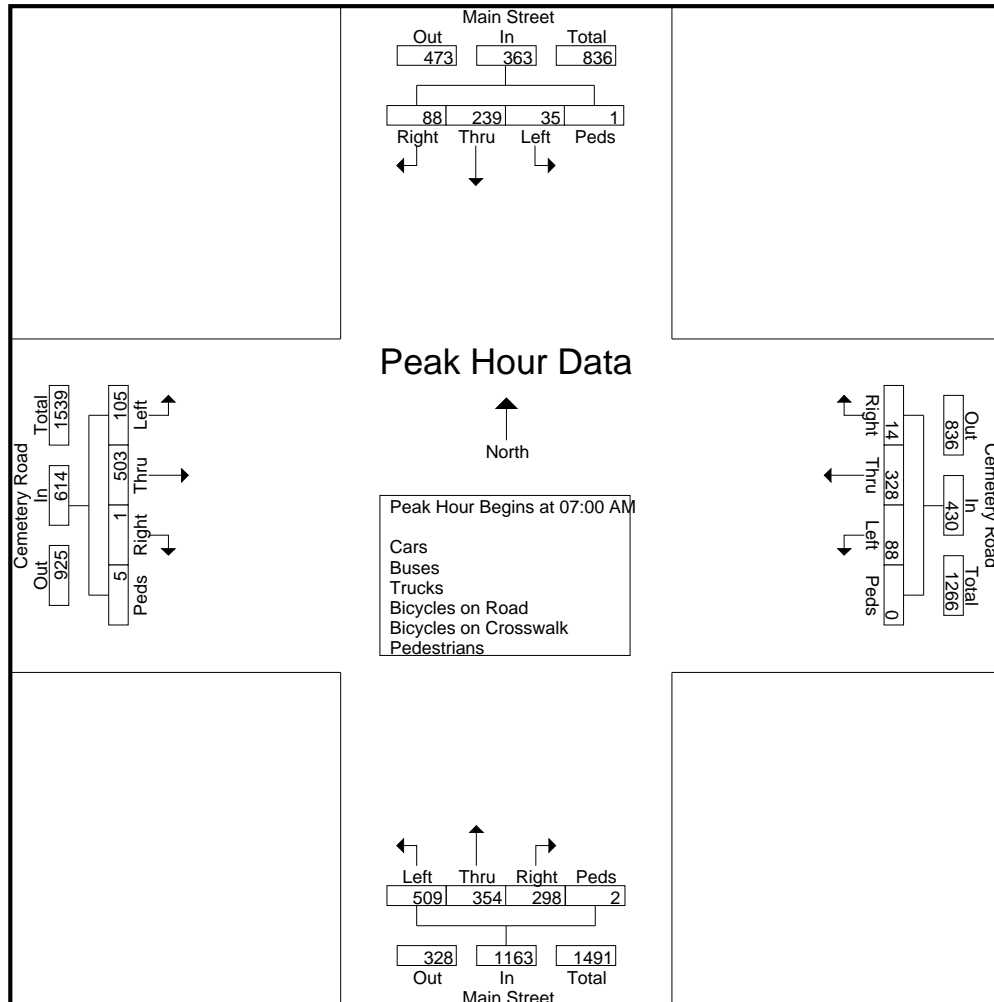 Main Street
Out In Total
473 363 836
88 239 35 1
Right Thru Left Peds
Peak Hour Data
North
Peak Hour Begins at 07:00 AM
Cars
Buses
Trucks
Bicycles on Road
Bicycles on Crosswalk
Pedestrians
Cemetery Road
Out In Total
925 614 1539
5 1 503 105
Peds Right Thru Left
Cemetery Road
Out In Total
836 430 1266
14 328 88 0
Right Thru Left Peds
Left Thru Right Peds
509 354 298 2
328 1163 1491
Out In Total
Main Street